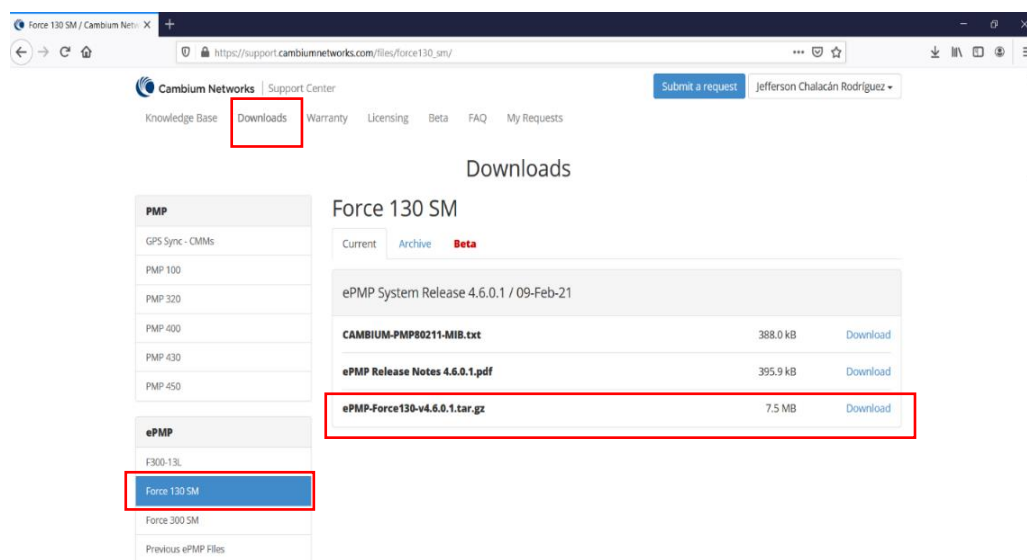 Force 130 SM / Cambium Netw
https://support.cambiumnetworks.com/files/force130_sm/
Cambium Networks | Support Center
Submit a request
Jefferson Chalacán Rodríguez
Knowledge Base Downloads Warranty Licensing Beta FAQ My Requests
Downloads
PMP
GPS Sync - CMMs
PMP 100
PMP 320
PMP 400
PMP 430
PMP 450
ePMP
F300-13L
Force 130 SM
Force 300 SM
Previous ePMP Files
Force 130 SM
Current Archive Beta
ePMP System Release 4.6.0.1 / 09-Feb-21
CAMBIUM-PMP80211-MIB.txt 388.0 kB Download
ePMP Release Notes 4.6.0.1.pdf 395.9 kB Download
ePMP-Force130-v4.6.0.1.tar.gz 7.5 MB Download